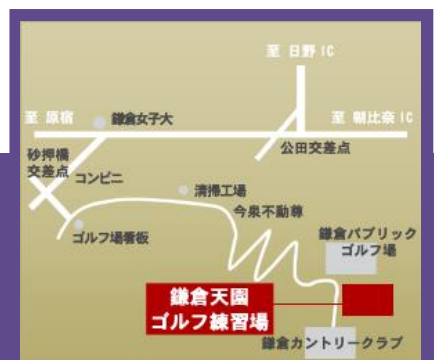 至 日野 IC
至 原宿
鎌倉女子大
至 朝比奈 IC
公田交差点
砂押橋
交差点
コンビニ
清掃工場
今泉不動尊
ゴルフ場看板
鎌倉パブリック
ゴルフ場
鎌倉天園
ゴルフ練習場
鎌倉カントリークラブ